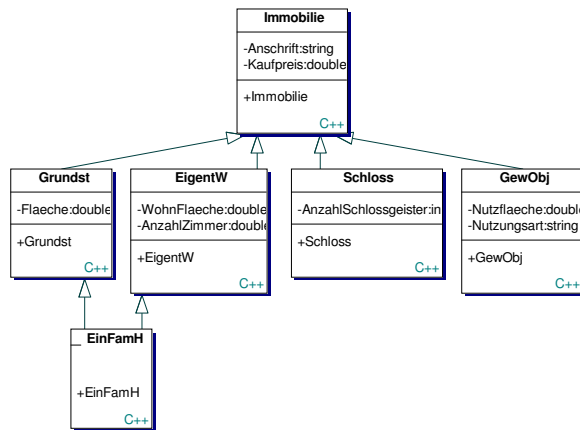 Immobilie
-Anschrift:string
-Kaufpreis:double
+Immobilie
C++
Grundst
-Flaeche:double
+Grundst
C++
EigentW
-WohnFlaeche:double
-AnzahlZimmer:double
+EigentW
C++
Schloss
-AnzahlSchlossgeister:in
+Schloss
C++
GewObj
-Nutzflaeche:double
-Nutzungsart:string
+GewObj
C++
EinFamH
+EinFamH
C++